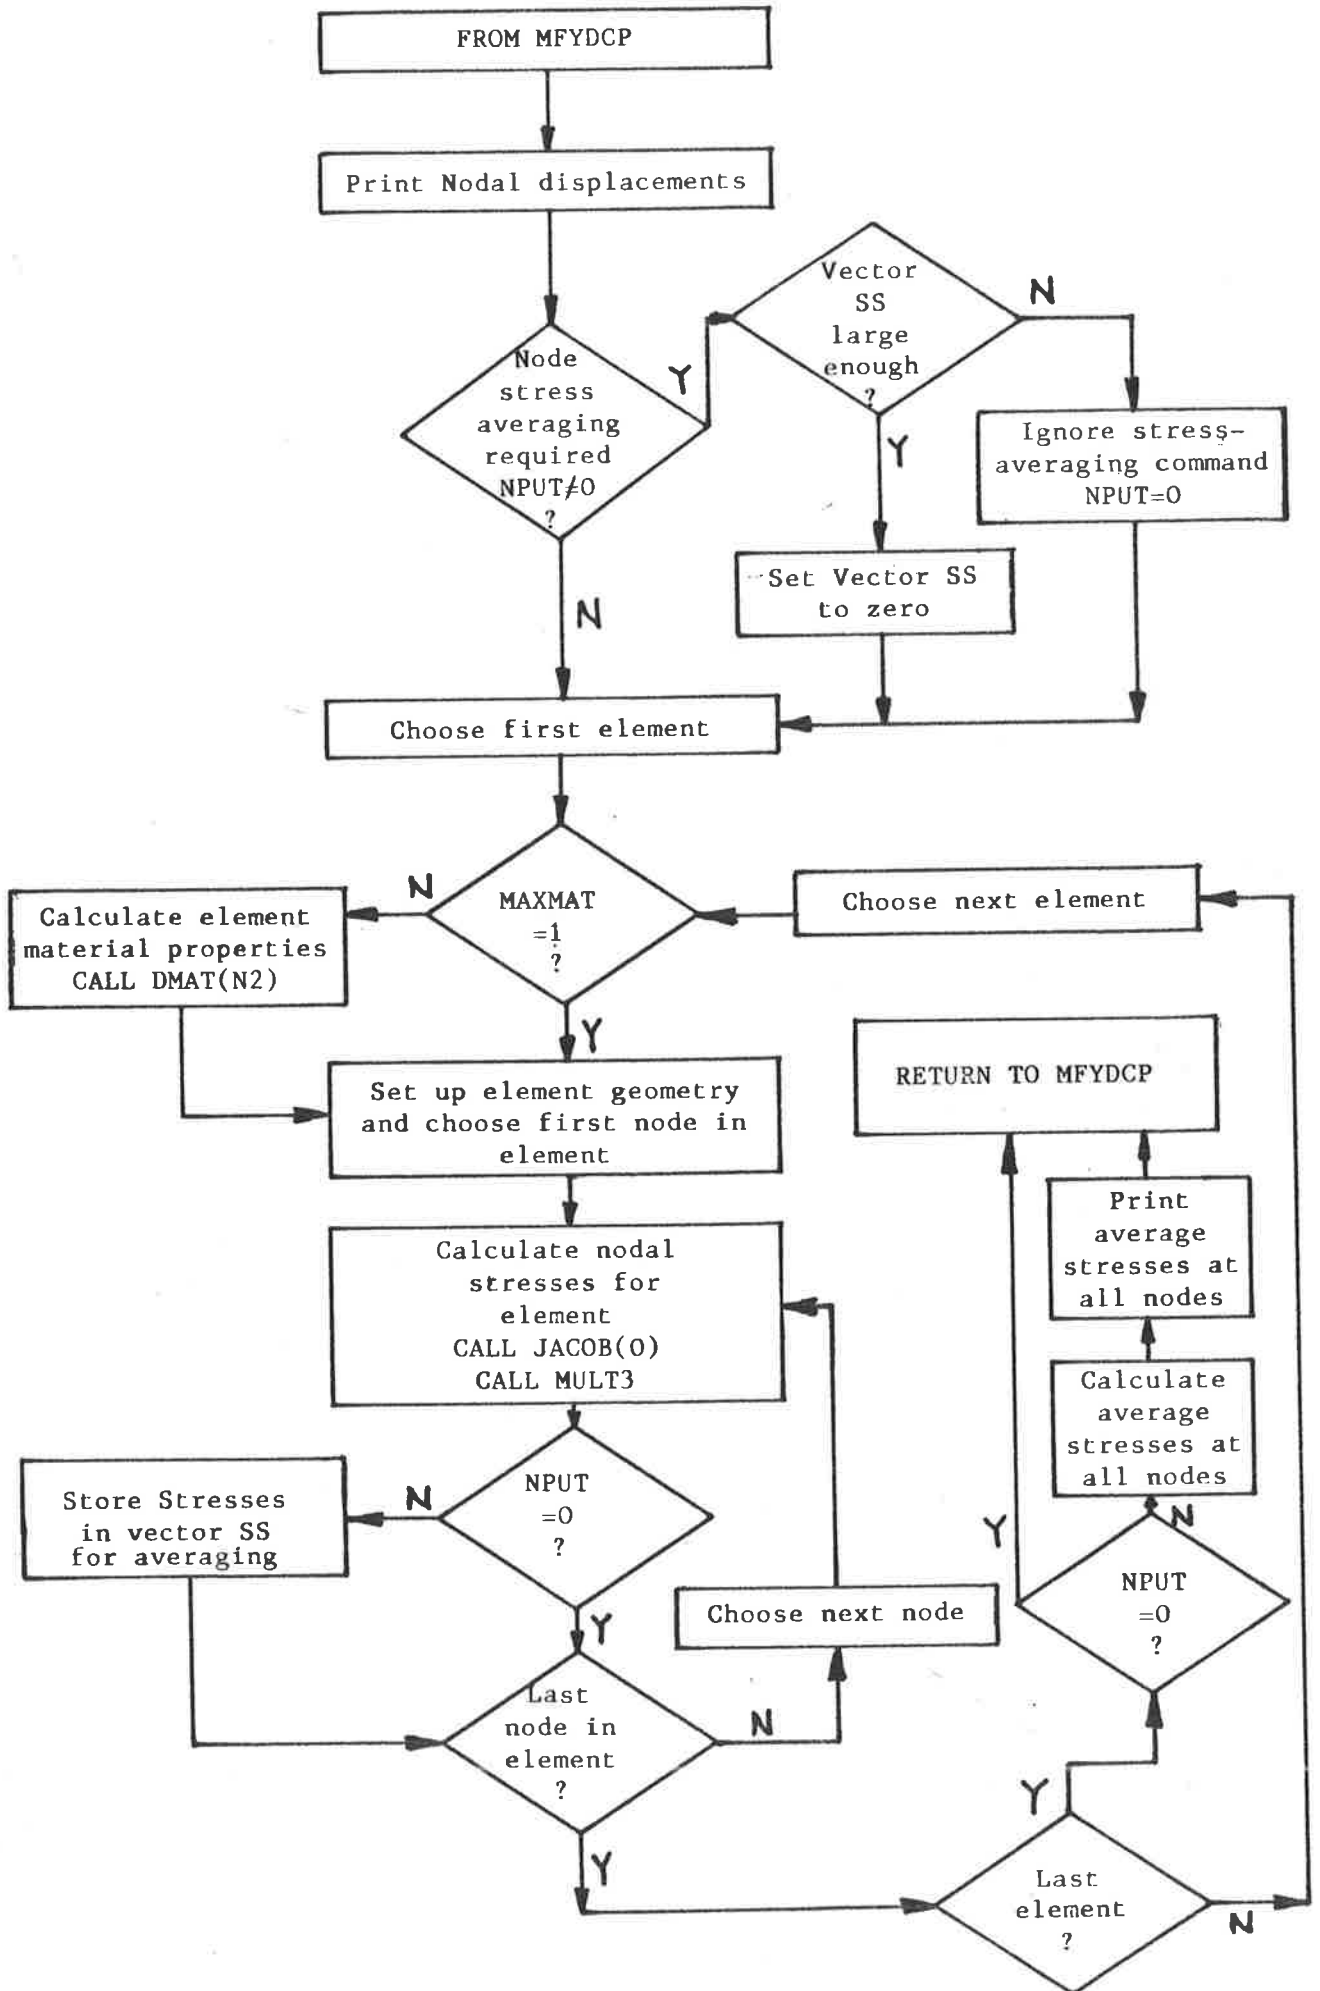 FROM MFYDCP
Print Nodal displacements
Node
stress
averaging
required
NPUT≠0
?
Y
N
Vector
SS
large
enough
?
N
Y
Ignore stress-
averaging command
NPUT=0
Set Vector SS
to zero
Choose first element
MAXMAT
=1
?
N
Y
Choose next element
Calculate element
material properties
CALL DMAT(N2)
Set up element geometry
and choose first node in
element
RETURN TO MFYDCP
Calculate nodal
stresses for
element
CALL JACOB(0)
CALL MULT3
Print
average
stresses at
all nodes
Calculate
average
stresses at
all nodes
NPUT
=0
?
N
Y
Store Stresses
in vector SS
for averaging
Choose next node
NPUT
=0
?
Y
N
Last
node in
element
?
N
Y
Last
element
?
Y
N